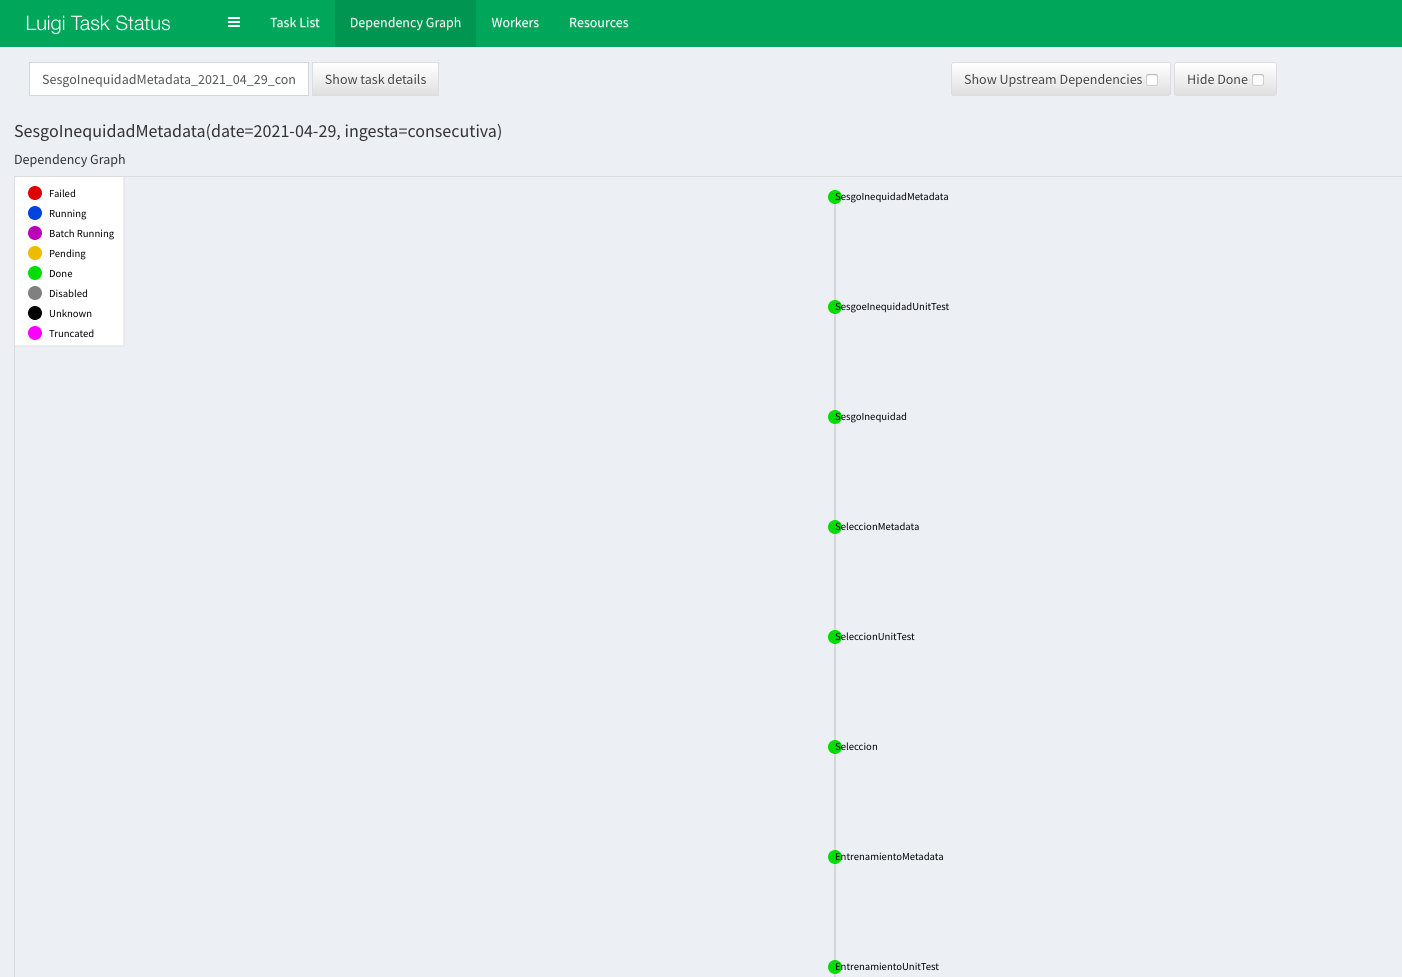 Luigi Task Status
Task List
Dependency Graph
Workers
Resources
SesgoInequidadMetadata_2021_04_29_con
Show task details
Show Upstream Dependencies
Hide Done
SesgoInequidadMetadata(date=2021-04-29, ingesta=consecutiva)
Dependency Graph
Failed
Running
Batch Running
Pending
Done
Disabled
Unknown
Truncated
SesgoInequidadMetadata
SesgoeInequidadUnitTest
SesgoInequidad
SeleccionMetadata
SeleccionUnitTest
Seleccion
EntrenamientoMetadata
EntrenamientoUnitTest